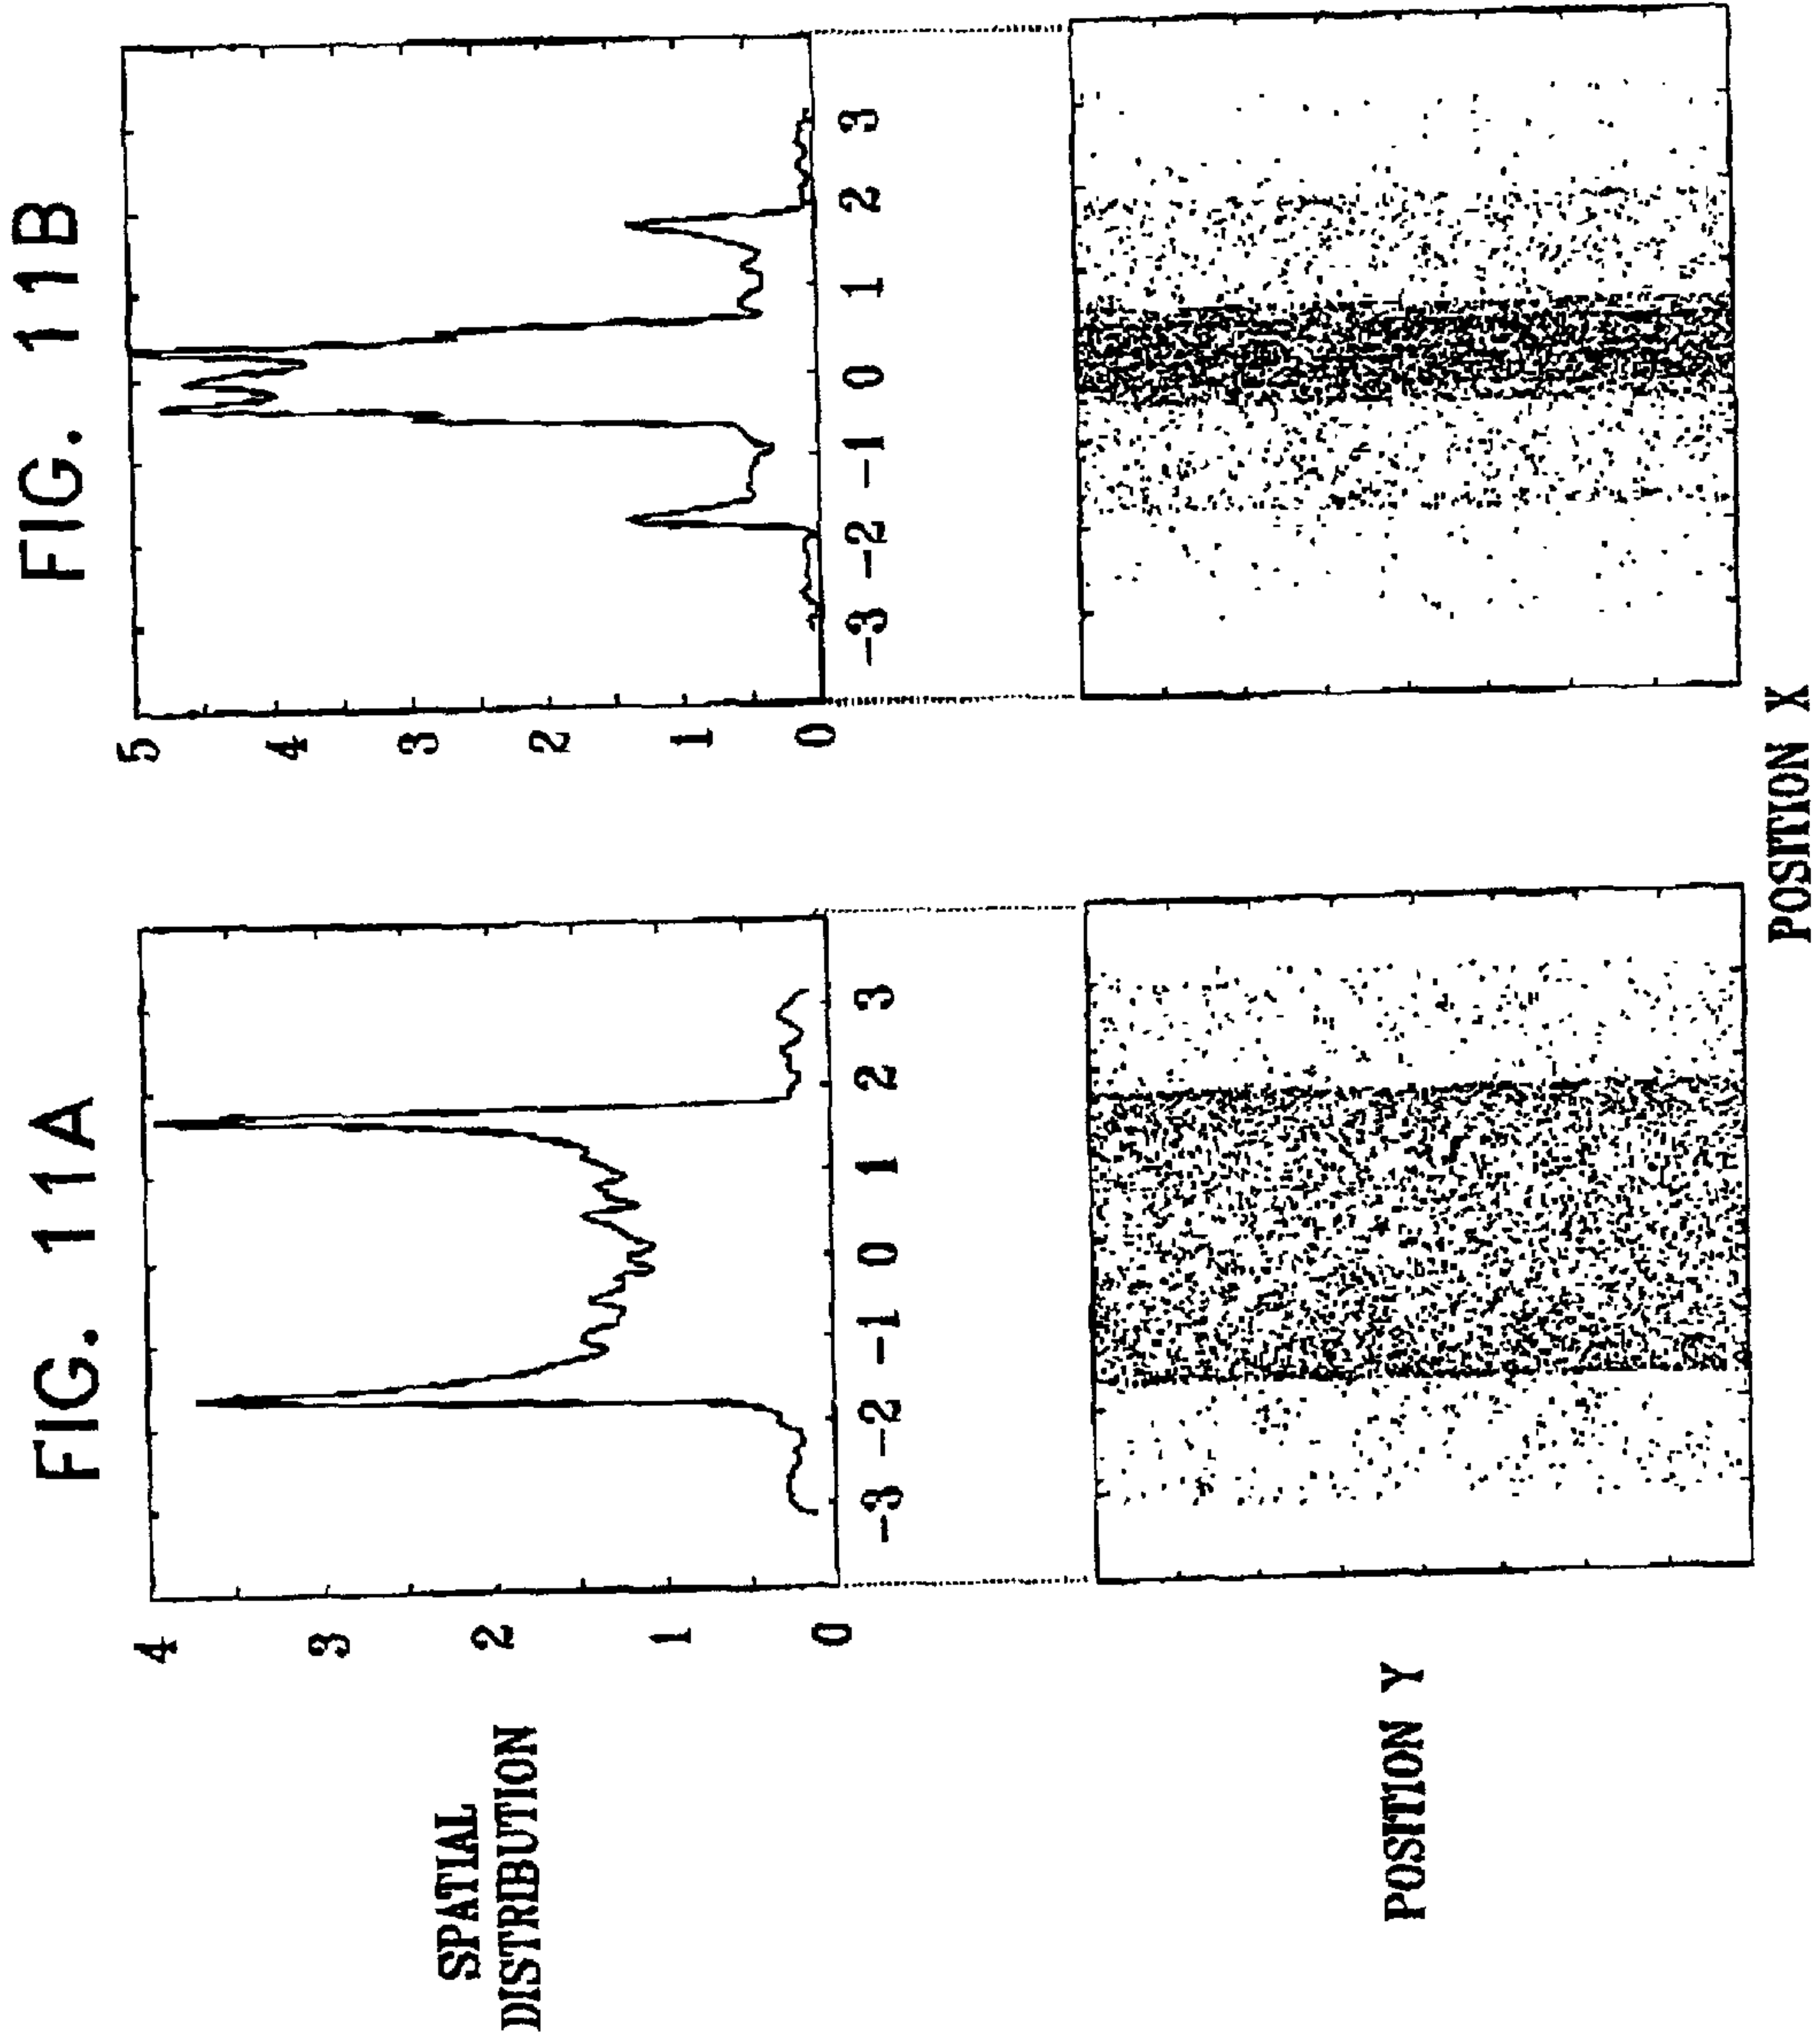 FIG. 11A
FIG. 11B
SPATIAL
DISTRIBUTION
4
3
2
1
0
-3 -2 -1 0 1 2 3
5
4
3
2
1
0
-3 -2 -1 0 1 2 3
POSITION Y
POSITION X